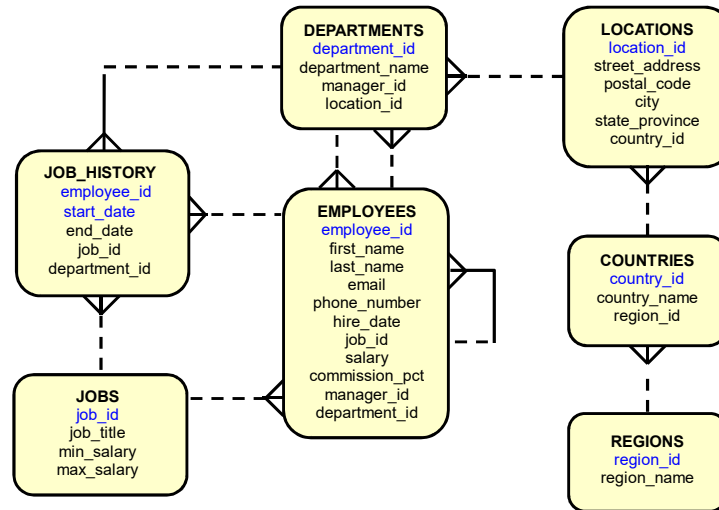 DEPARTMENTS
department_id
department_name
manager_id
location_id
LOCATIONS
location_id
street_address
postal_code
city
state_province
country_id
JOB_HISTORY
employee_id
start_date
end_date
job_id
department_id
EMPLOYEES
employee_id
first_name
last_name
email
phone_number
hire_date
job_id
salary
commission_pct
manager_id
department_id
COUNTRIES
country_id
country_name
region_id
JOBS
job_id
job_title
min_salary
max_salary
REGIONS
region_id
region_name